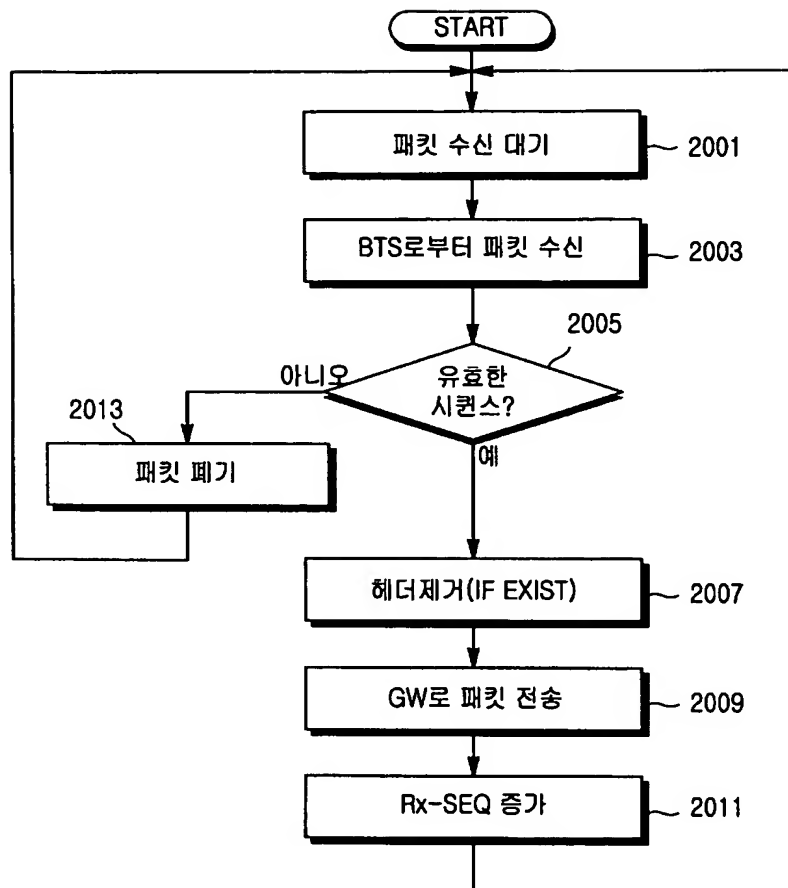 START
패킷 수신 대기
2001
BTS로부터 패킷 수신
2003
2005
유효한
시퀀스?
아니오
예
2013
패킷 폐기
헤더제거(IF EXIST)
2007
GW로 패킷 전송
2009
Rx-SEQ 증가
2011